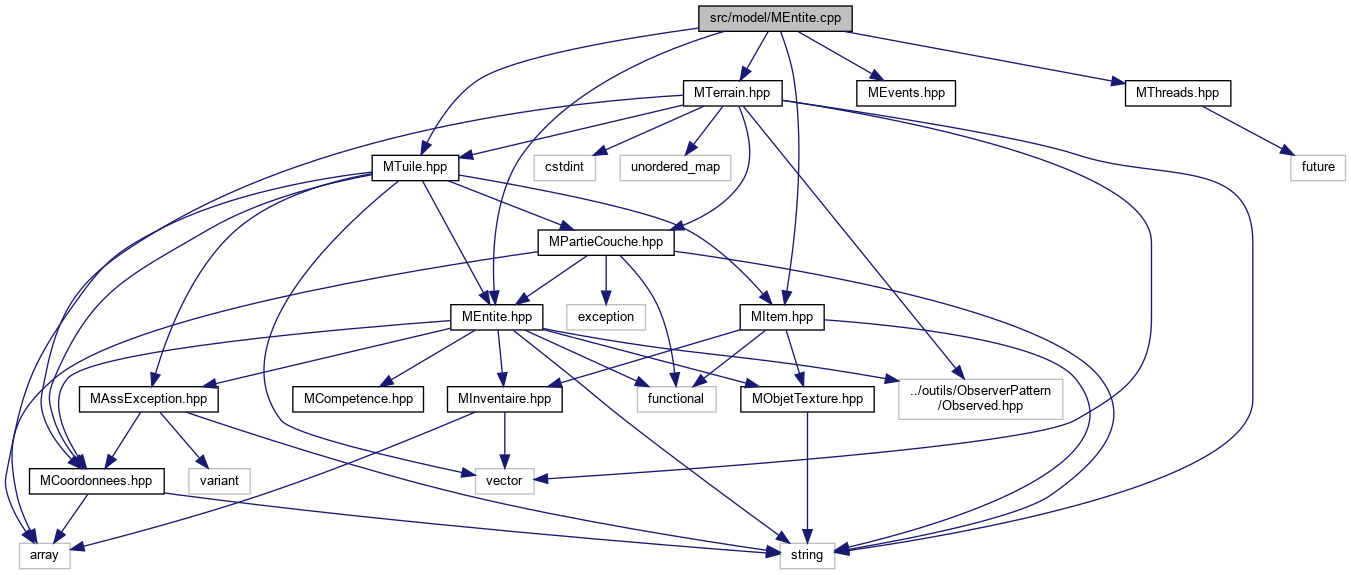 src/model/MEntite.cpp
MTerrain.hpp
MEvents.hpp
MThreads.hpp
MTuile.hpp
cstdint
unordered_map
future
MPartieCouche.hpp
MEntite.hpp
exception
MItem.hpp
MAssException.hpp
MCompetence.hpp
MInventaire.hpp
functional
MObjetTexture.hpp
../outils/ObserverPattern
/Observed.hpp
MCoordonnees.hpp
variant
vector
array
string